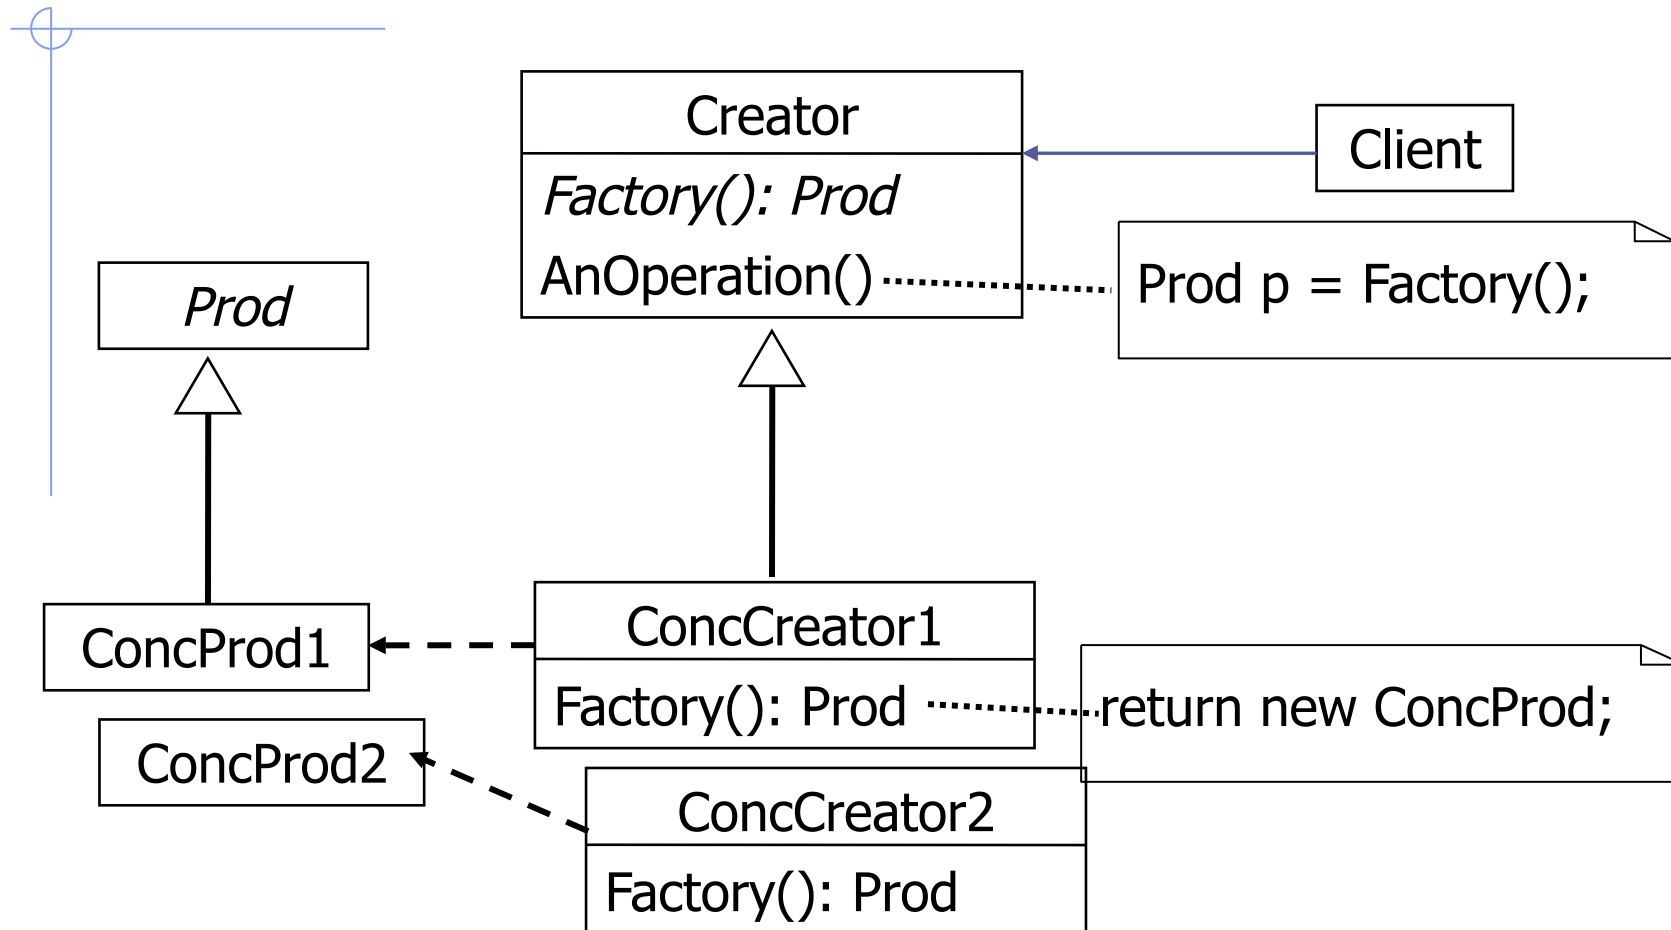 Creator
Factory(): Prod
AnOperation()
Client
Prod p = Factory();
Prod
ConcProd1
ConcProd2
ConcCreator1
Factory(): Prod
return new ConcProd;
ConcCreator2
Factory(): Prod